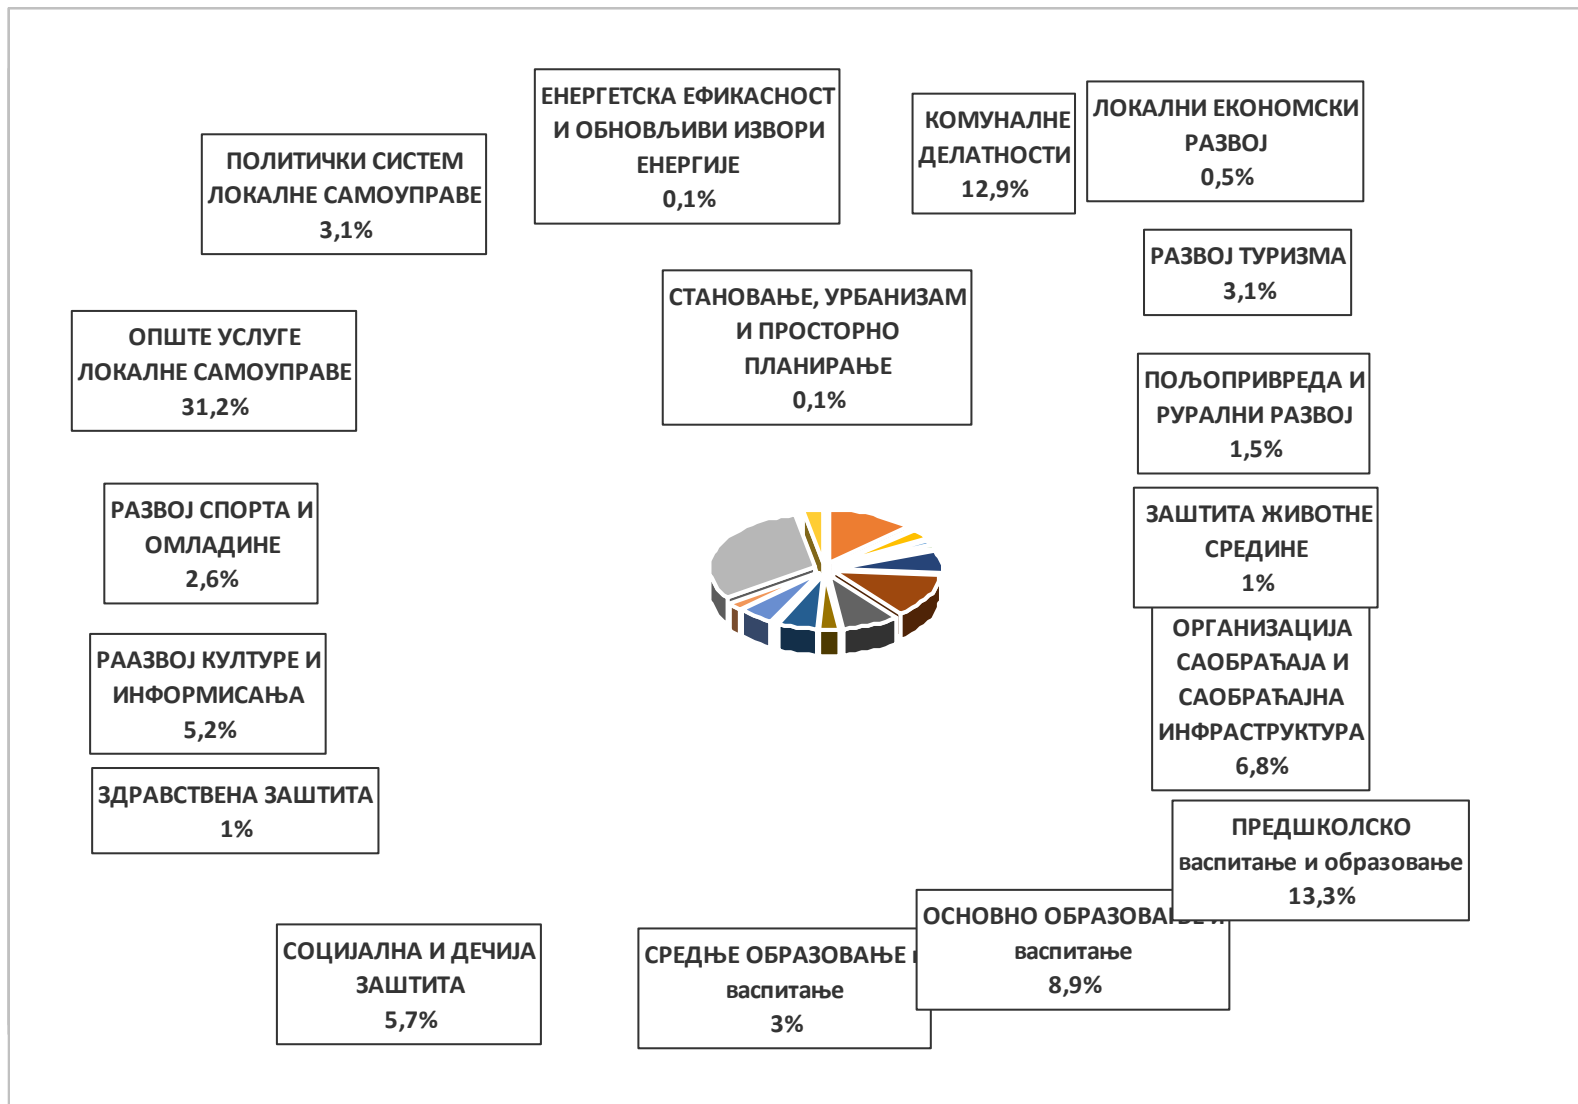 ЕНЕРГЕТСКА ЕФИКАСНОСТ
И ОБНОВЉИВИ ИЗВОРИ
ЕНЕРГИЈЕ
0,1%
КОМУНАЛНЕ
ДЕЛАТНОСТИ
12,9%
ЛОКАЛНИ ЕКОНОМСКИ
РАЗВОЈ
0,5%
ПОЛИТИЧКИ СИСТЕМ
ЛОКАЛНЕ САМОУПРАВЕ
3,1%
РАЗВОЈ ТУРИЗМА
3,1%
СТАНОВАЊЕ, УРБАНИЗАМ
И ПРОСТОРНО
ПЛАНИРАЊЕ
0,1%
ОПШТЕ УСЛУГЕ
ЛОКАЛНЕ САМОУПРАВЕ
31,2%
ПОЉОПРИВРЕДА И
РУРАЛНИ РАЗВОЈ
1,5%
РАЗВОЈ СПОРТА И
ОМЛАДИНЕ
2,6%
ЗАШТИТА ЖИВОТНЕ
СРЕДИНЕ
1%
ОРГАНИЗАЦИЈА
САОБРАЋАЈА И
САОБРАЋАЈНА
ИНФРАСТРУКТУРА
6,8%
РААЗВОЈ КУЛТУРЕ И
ИНФОРМИСАЊА
5,2%
ЗДРАВСТВЕНА ЗАШТИТА
1%
ПРЕДШКОЛСКО
васпитање и образовање
13,3%
ОСНОВНО ОБРАЗОВАЊЕ и
васпитање
8,9%
СОЦИЈАЛНА И ДЕЧИЈА
ЗАШТИТА
5,7%
СРЕДЊЕ ОБРАЗОВАЊЕ
васпитање
3%